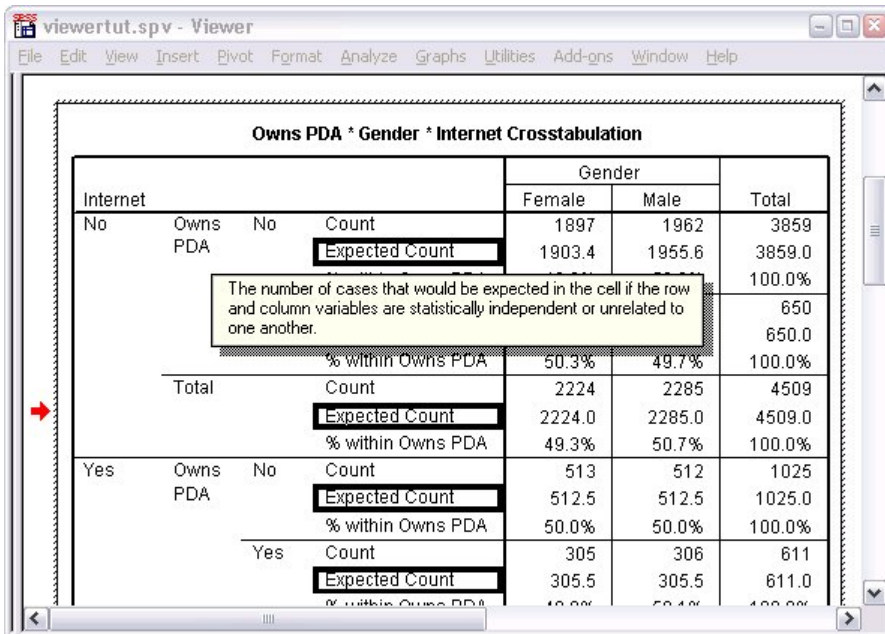 viewertut.spv - Viewer
File Edit View Insert Pivot Format Analyze Graphs Utilities Add-ons Window Help
Owns PDA * Gender * Internet Crosstabulation
Gender
Internet Female Male Total
No Owns PDA No Count 1897 1962 3859
Expected Count 1903.4 1955.6 3859.0
100.0%
The number of cases that would be expected in the cell if the row
and column variables are statistically independent or unrelated to
one another.
650
650.0
% within Owns PDA 50.3% 49.7% 100.0%
Total Count 2224 2285 4509
Expected Count 2224.0 2285.0 4509.0
% within Owns PDA 49.3% 50.7% 100.0%
Yes Owns PDA No Count 513 512 1025
Expected Count 512.5 512.5 1025.0
% within Owns PDA 50.0% 50.0% 100.0%
Yes Count 305 306 611
Expected Count 305.5 305.5 611.0